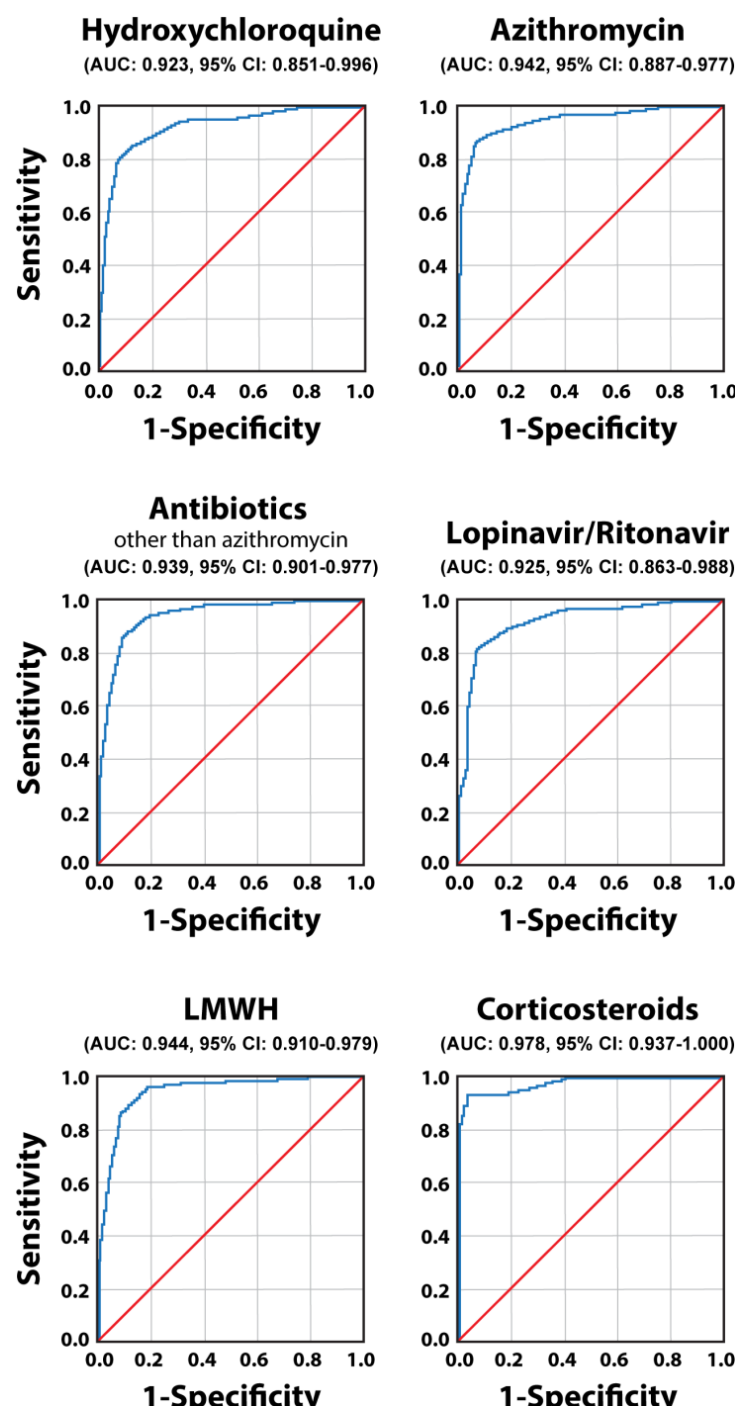 Hydroxychloroquine
(AUC: 0.923, 95% CI: 0.851-0.996)
Sensitivity
1.0
0.8
0.6
0.4
0.2
0.0
0.0 0.2 0.4 0.6 0.8 1.0
1-Specificity
Azithromycin
(AUC: 0.942, 95% CI: 0.887-0.977)
1.0
0.8
0.6
0.4
0.2
0.0
0.0 0.2 0.4 0.6 0.8 1.0
1-Specificity
Antibiotics
other than azithromycin
(AUC: 0.939, 95% CI: 0.901-0.977)
Sensitivity
1.0
0.8
0.6
0.4
0.2
0.0
0.0 0.2 0.4 0.6 0.8 1.0
1-Specificity
Lopinavir/Ritonavir
(AUC: 0.925, 95% CI: 0.863-0.988)
1.0
0.8
0.6
0.4
0.2
0.0
0.0 0.2 0.4 0.6 0.8 1.0
1-Specificity
LMWH
(AUC: 0.944, 95% CI: 0.910-0.979)
Sensitivity
1.0
0.8
0.6
0.4
0.2
0.0
0.0 0.2 0.4 0.6 0.8 1.0
1-Specificity
Corticosteroids
(AUC: 0.978, 95% CI: 0.937-1.000)
1.0
0.8
0.6
0.4
0.2
0.0
0.0 0.2 0.4 0.6 0.8 1.0
1-Specificity